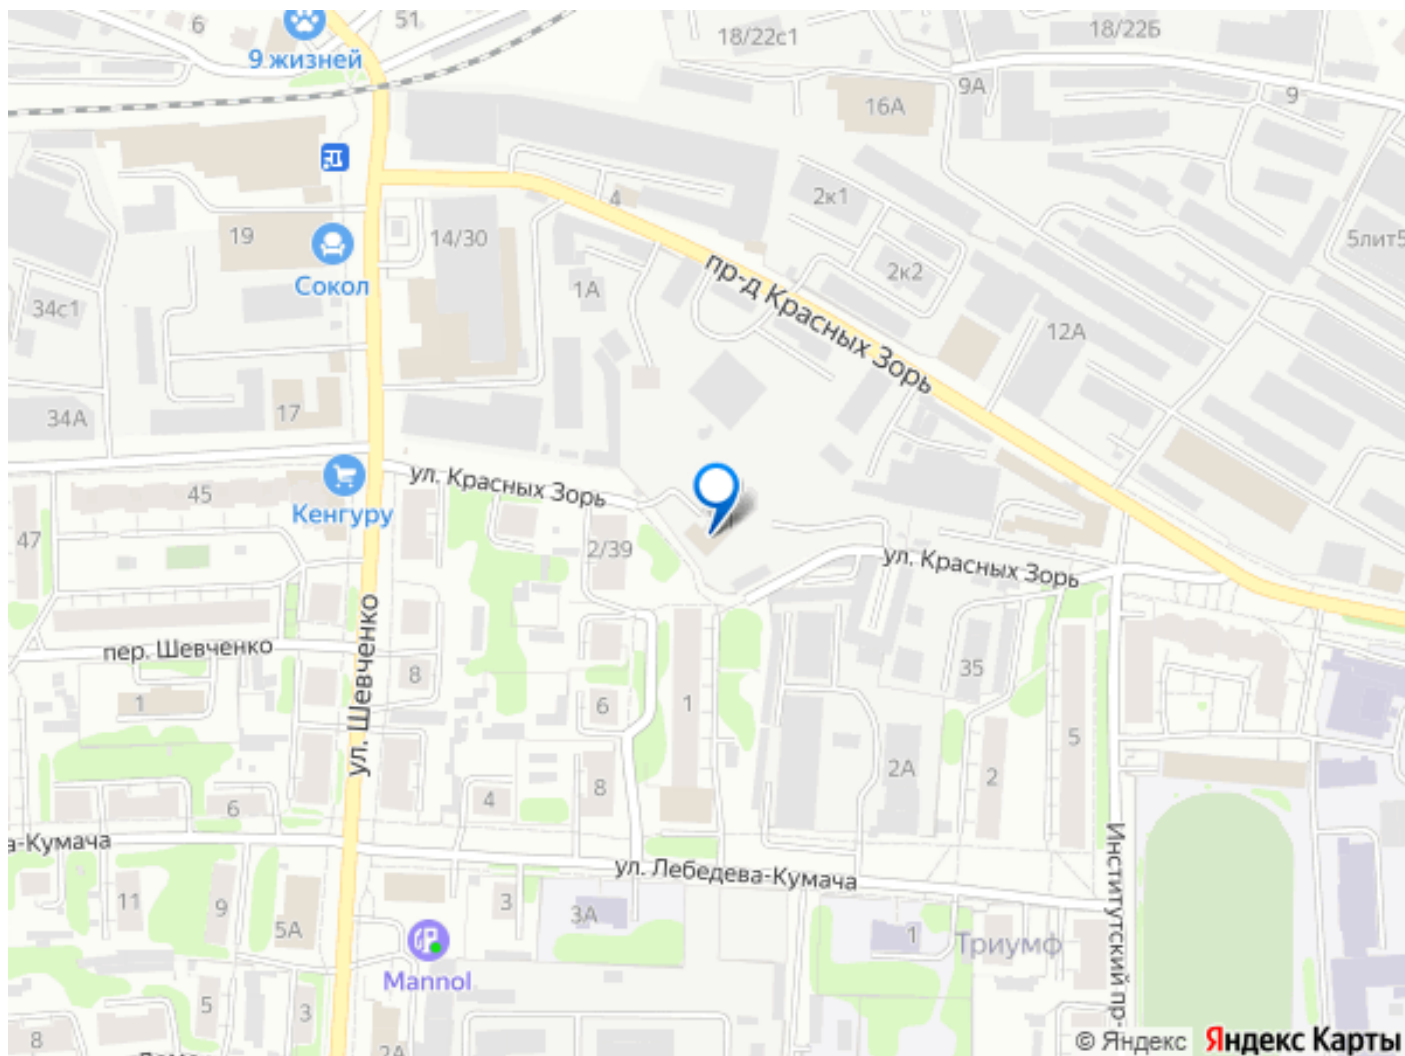 6
51
9 жизней
18/22с1
18/22Б
16А
9А
9
4
2к1
5лит5
19
14/30
Сокол
1А
2к2
34с1
пр-д Красных Зорь
12А
34А
17
ул. Красных Зорь
45
Кенгуру
47
2/39
ул. Красных Зорь
пер. Шевченко
8
35
1
6
1
ул. Шевченко
5
2А
2
8
4
6
а-Кумача
ул. Лебедева-Кумача
Институтский пр-
11
9
5А
3
3А
1
Триумф
Mannol
5
3
8
2А
© Яндекс Яндекс Карты